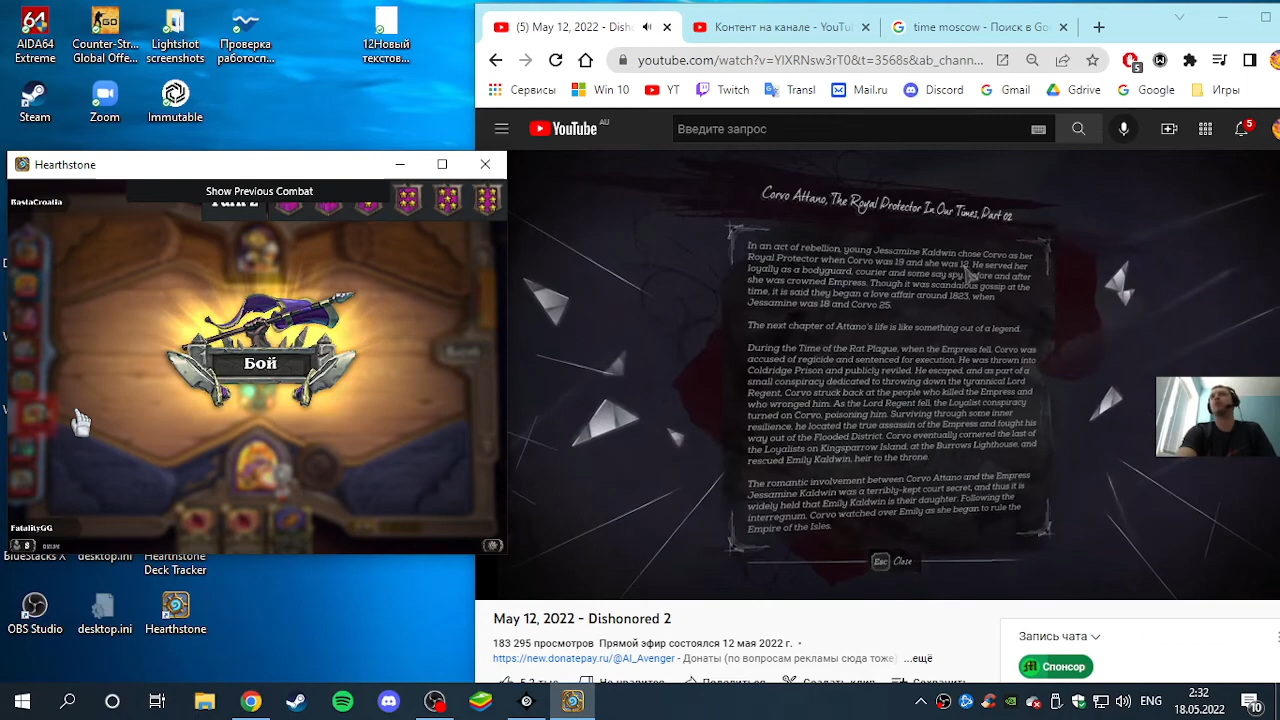 AIDA64
Extreme
Counter-Str...
Global Offe...
Lightshot
screenshots
Проверка
работосп...
12Новый
текстов...
Steam
Zoom
Immutable
(5) May 12, 2022 - Dishono
Контент на канале - YouTu
time moscow - Поиск в Go
youtube.com/watch?v=YlXRNsw3rT0&t=3568s&ab_chann...
5
Сервисы
Win 10
YT
Twitch
Transl
Mail.ru
Discord
Gmail
Gdrive
Google
Игры
YouTube
AU
Введите запрос
5
Hearthstone
Show Previous Combat
BastaCroalia
Бой
FatalityGG
8
Corvo Attano, The Royal Protector In Our Times, Part 02
In an act of rebellion, young Jessamine Kaldwin chose Corvo as her
Royal Protector when Corvo was 19 and she was 12. He served her
loyally as a bodyguard, courier and some say spy before and after
she was crowned Empress. Though it was scandalous gossip at the
time, it is said they began a love affair around 1823, when
Jessamine was 18 and Corvo 25.
The next chapter of Attano's life is like something out of a legend.
During the Time of the Rat Plague, when the Empress fell, Corvo was
accused of regicide and sentenced for execution. He was thrown into
Coldridge Prison and publicly reviled. He escaped, and as part of a
small conspiracy dedicated to throwing down the tyrannical Lord
Regent, Corvo struck back at the people who killed the Empress and
who wronged him. As the Lord Regent fell, the Loyalist conspiracy
turned on Corvo, poisoning him. Surviving through some inner
resilience, he located the true assassin of the Empress and fought his
way out of the Flooded District. Corvo eventually cornered the last of
the Loyalists on Kingsparrow Island, at the Burrows Lighthouse, and
rescued Emily Kaldwin, heir to the throne.
The romantic involvement between Corvo Attano and the Empress
Jessamine Kaldwin was a terribly-kept court secret, and thus it is
widely held that Emily Kaldwin is their daughter. Following the
interregnum, Corvo watched over Emily as she began to rule the
Empire of the Isles.
Esc Close
BlueStacks X
desktop.ini
Hearthstone
Deck Tracker
OBS Studio
desktop.ini
Hearthstone
May 12, 2022 - Dishonored 2
183 295 просмотров Прямой эфир состоялся 12 мая 2022 г.
https://new.donatepay.ru/@Al_Avenger - Донаты (по вопросам рекламы сюда тоже) ...ещё
Запись чата
Спонсор
ENG
2:32
18.05.2022
10